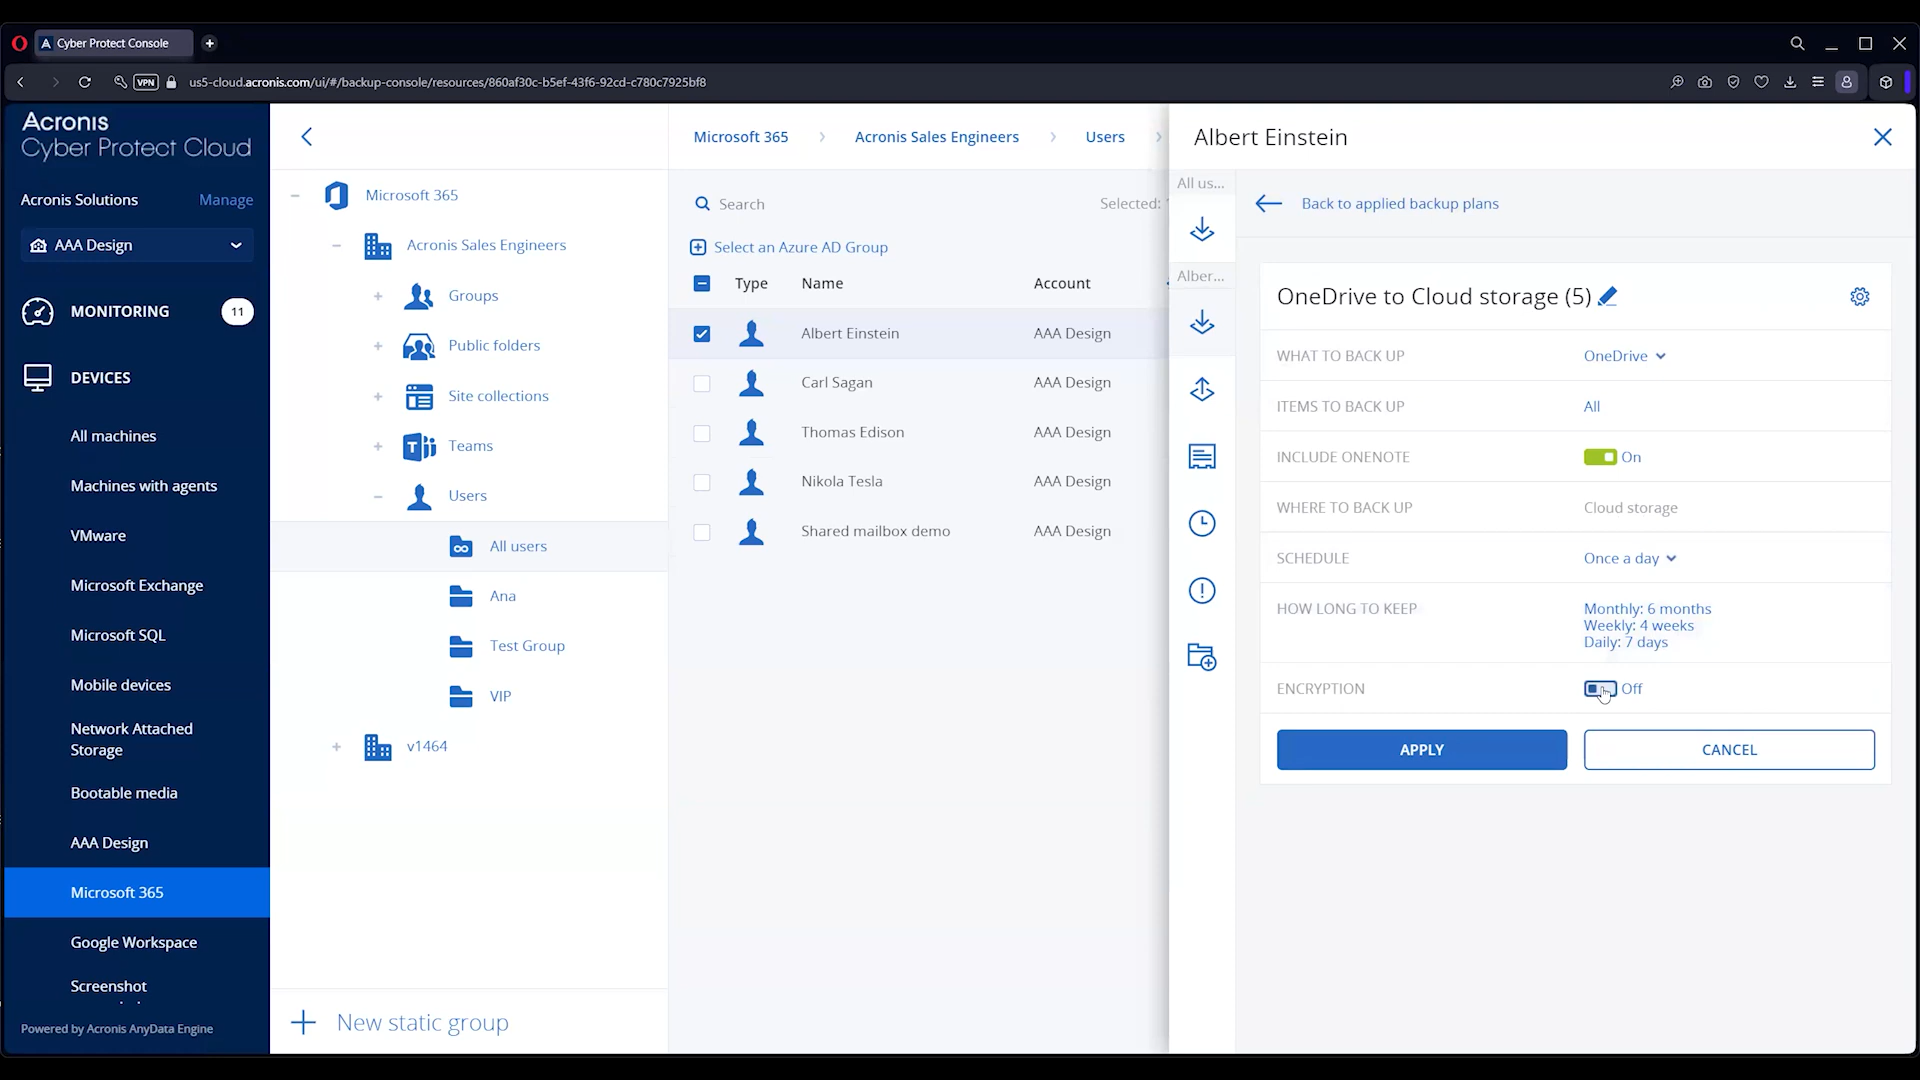 Cyber Protect Console
VPN
us5-cloud.acronis.com/ui/#/backup-console/resources/860af30c-b5ef-43f6-92cd-c780c7925bf8
Acronis
Cyber Protect Cloud
Acronis Solutions
Manage
AAA Design
MONITORING
11
DEVICES
All machines
Machines with agents
VMware
Microsoft Exchange
Microsoft SQL
Mobile devices
Network Attached
Storage
Bootable media
AAA Design
Microsoft 365
Google Workspace
Screenshot
Powered by Acronis AnyData Engine
Microsoft 365
Acronis Sales Engineers
Groups
Public folders
Site collections
Teams
Users
All users
Ana
Test Group
VIP
v1464
New static group
Microsoft 365
Acronis Sales Engineers
Users
Search
Selected:
Select an Azure AD Group
Type
Name
Account
Albert Einstein
AAA Design
Carl Sagan
AAA Design
Thomas Edison
AAA Design
Nikola Tesla
AAA Design
Shared mailbox demo
AAA Design
Albert Einstein
All us...
Alber...
Back to applied backup plans
OneDrive to Cloud storage (5)
WHAT TO BACK UP
OneDrive
ITEMS TO BACK UP
All
INCLUDE ONENOTE
On
WHERE TO BACK UP
Cloud storage
SCHEDULE
Once a day
HOW LONG TO KEEP
Monthly: 6 months
Weekly: 4 weeks
Daily: 7 days
ENCRYPTION
Off
APPLY
CANCEL